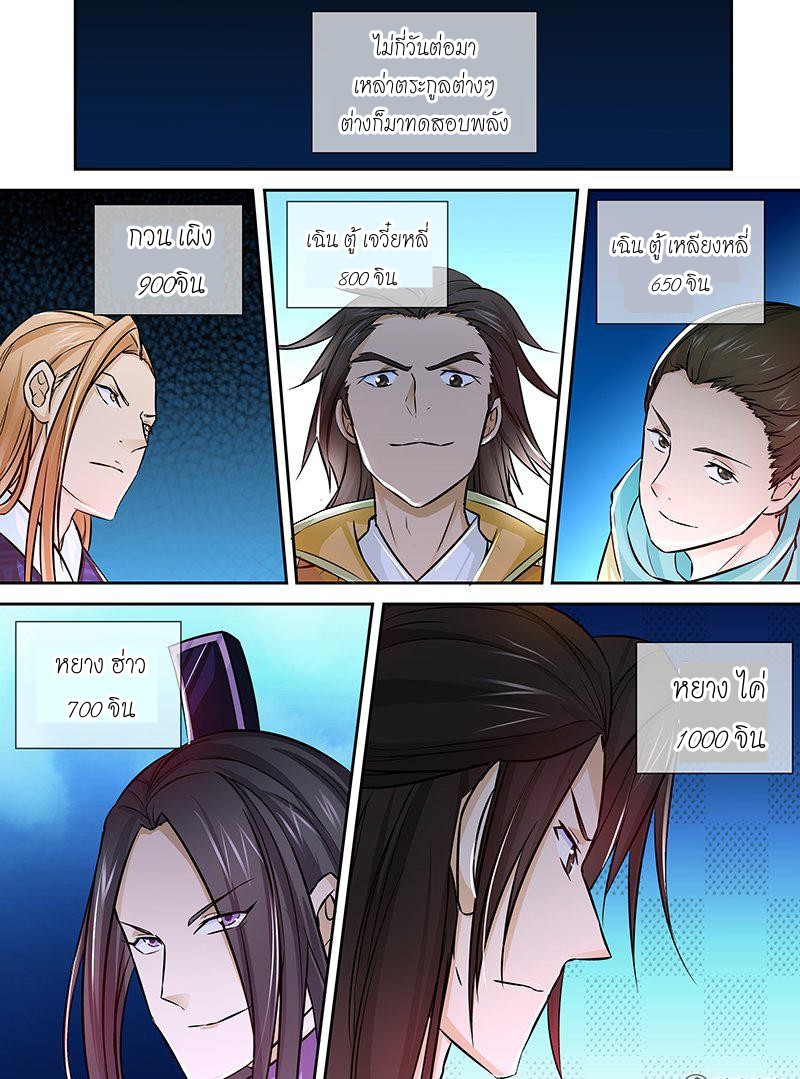 ไม่กี่วันต่อมา
เหล่าตระกูลต่างๆ
ต่างก็มาทดสอบพลัง
กวน เผิง
900จิน
เฉิน ตู้ เจวี๋ยหลี่
800 จิน
เฉิน ตู้ เหลียงหลี่
650 จิน
หยาง ฮ่าว
700 จิน
หยาง ไค่
1000 จิน